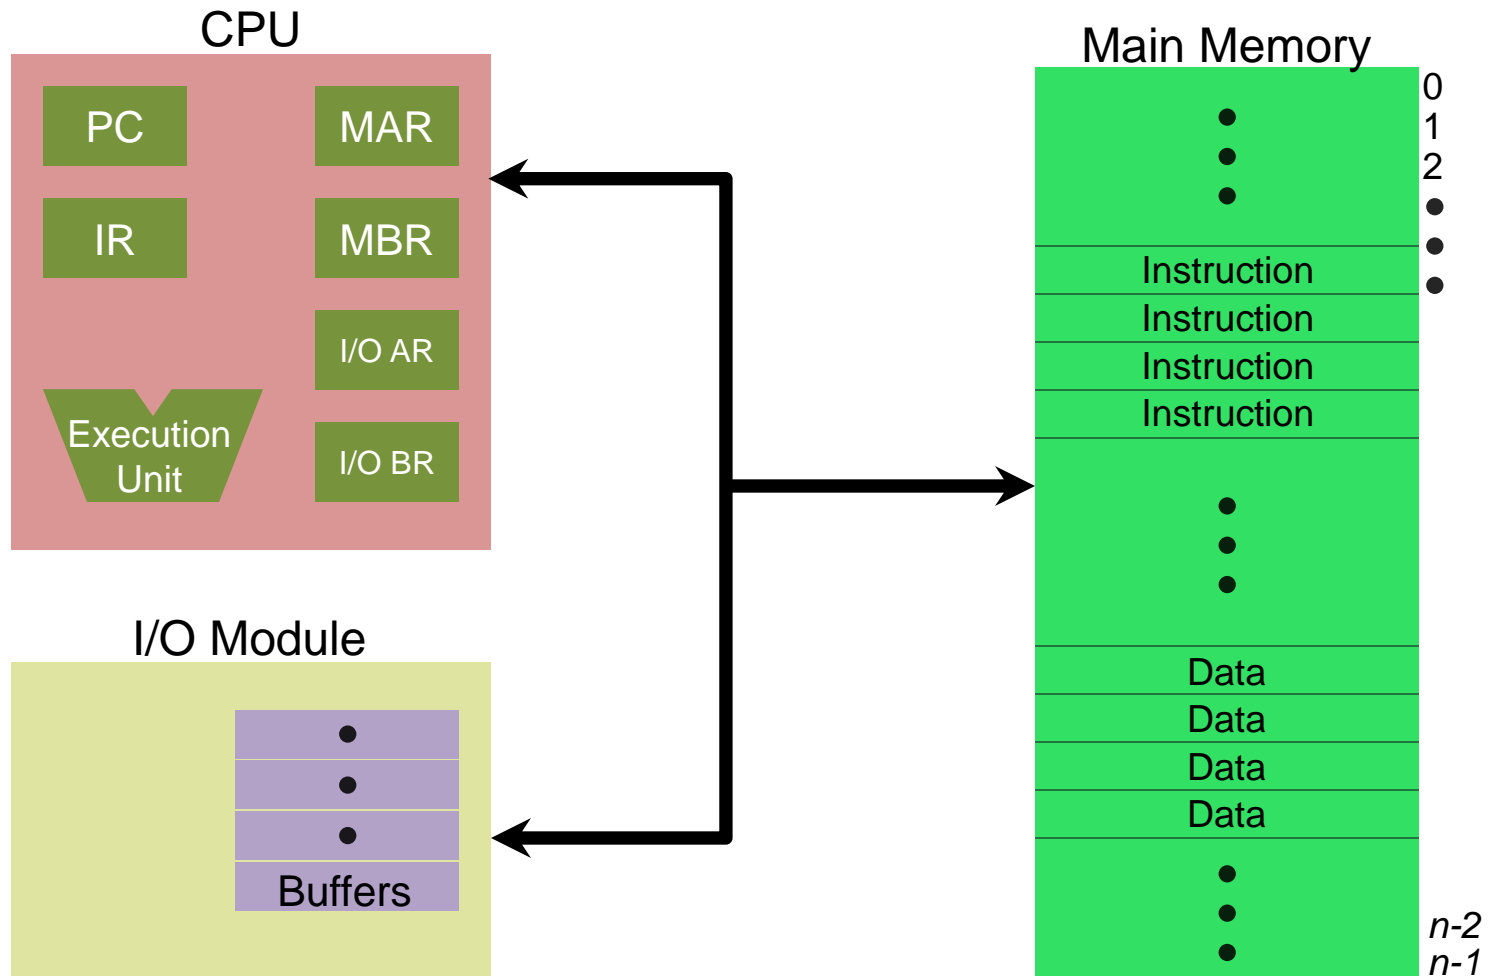 CPU
PC
MAR
IR
MBR
I/O AR
Execution
Unit
I/O BR
I/O Module
Buffers
Main Memory
0
1
2
Instruction
Instruction
Instruction
Instruction
Data
Data
Data
Data
n-2
n-1